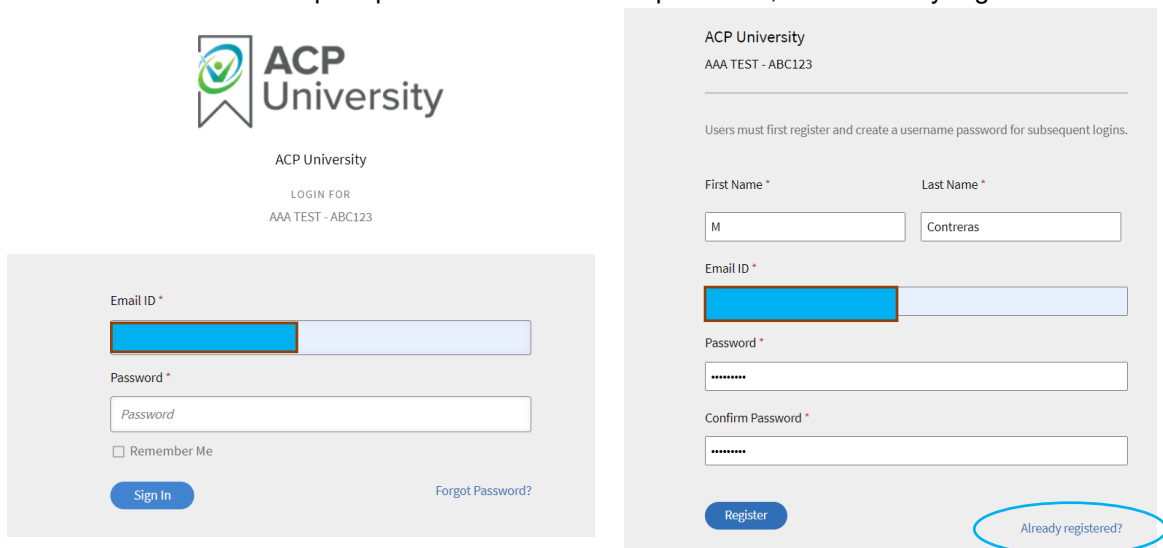 ACP
University
ACP University
LOGIN FOR
AAA TEST - ABC123
Email ID *
Password *
Password
Remember Me
Sign In
Forgot Password?
ACP University
AAA TEST - ABC123
Users must first register and create a username password for subsequent logins.
First Name *
Last Name *
M
Contreras
Email ID *
Password *
•••••••••
Confirm Password *
•••••••••
Register
Already registered?